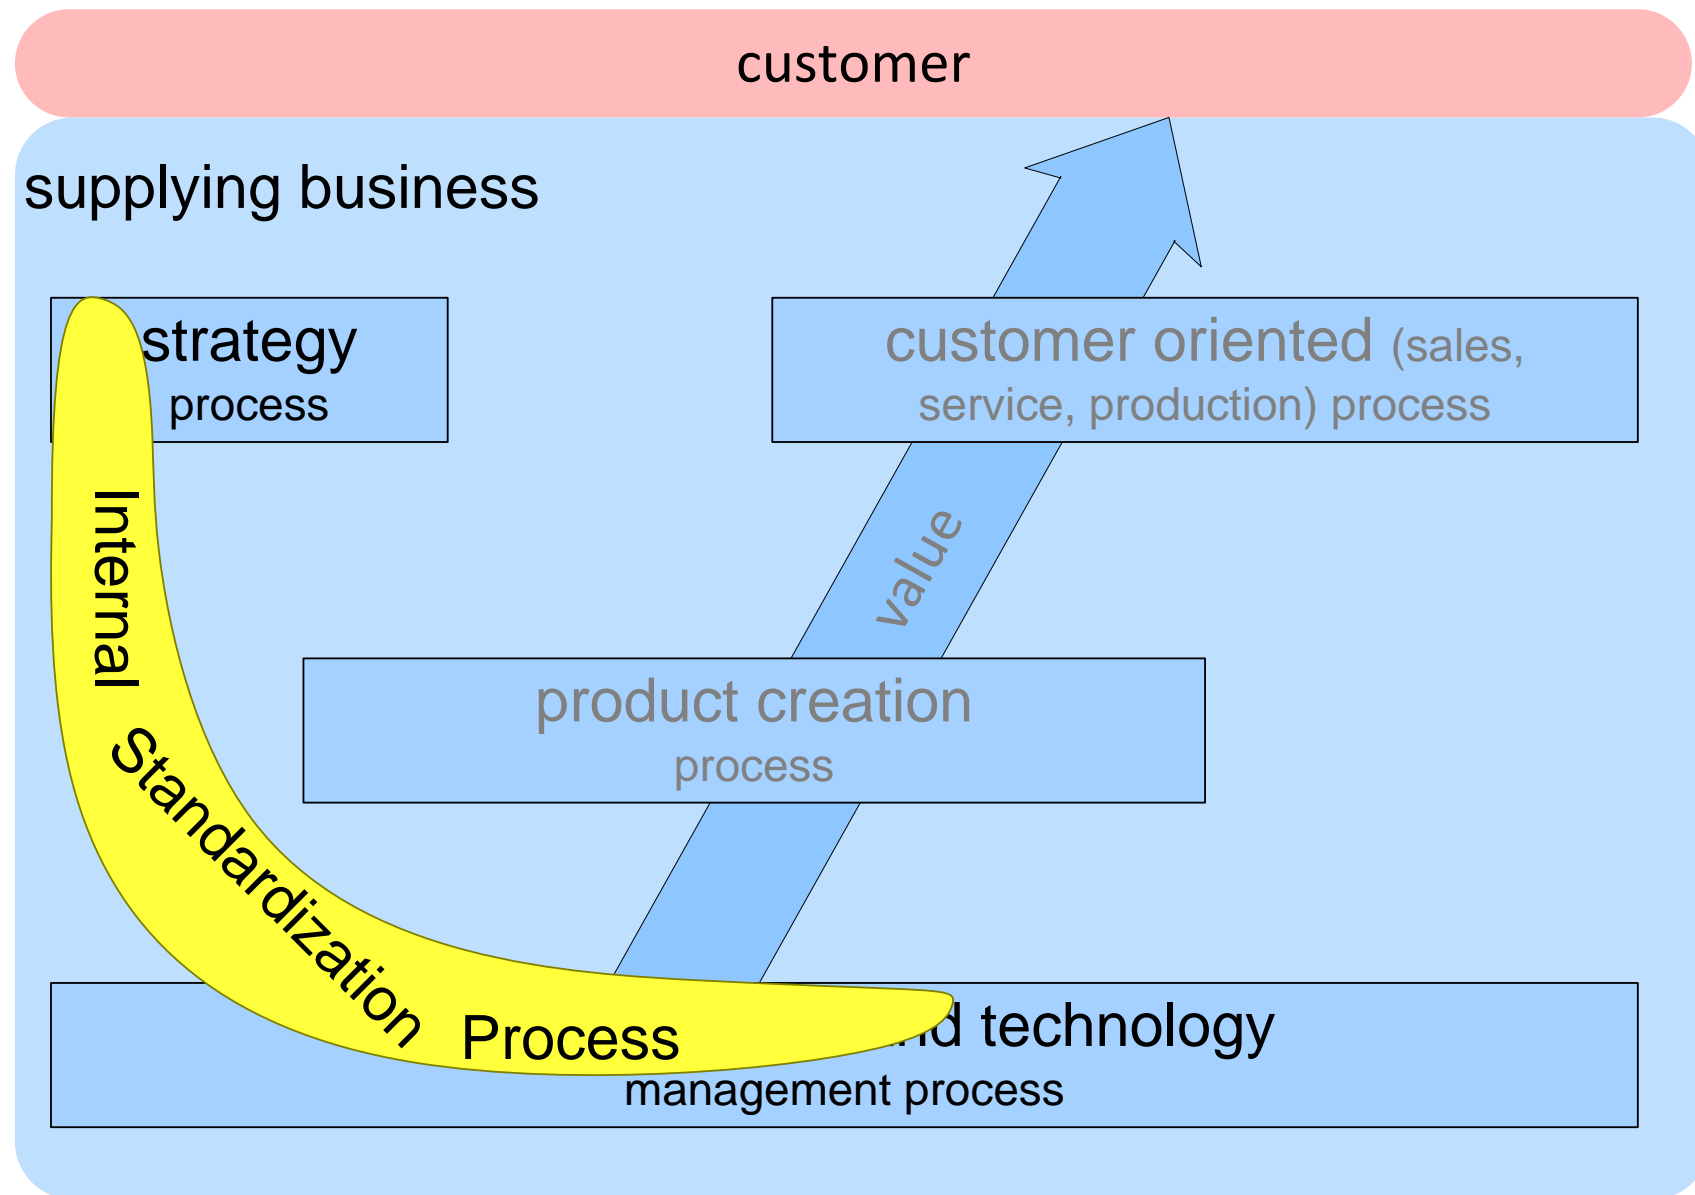 customer
supplying business
strategy
process
customer oriented (sales,
service, production) process
value
Internal
Standardization
Process
product creation
process
technology
management process